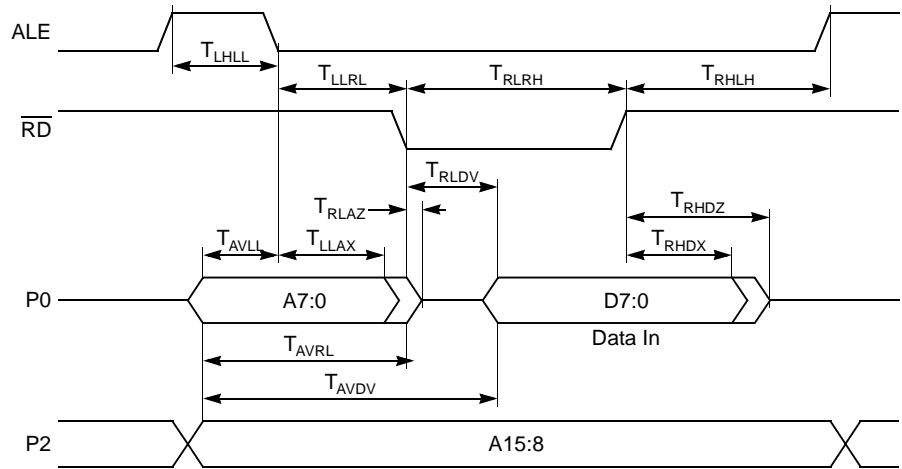 ALE
T_LHLL
T_LLRL
T_RLRH
T_RHLH
RD
T_RLDV
T_RLAZ
T_RHDZ
T_AVLL
T_LLAX
T_RHDX
P0
A7:0
D7:0
Data In
T_AVRL
T_AVDV
P2
A15:8